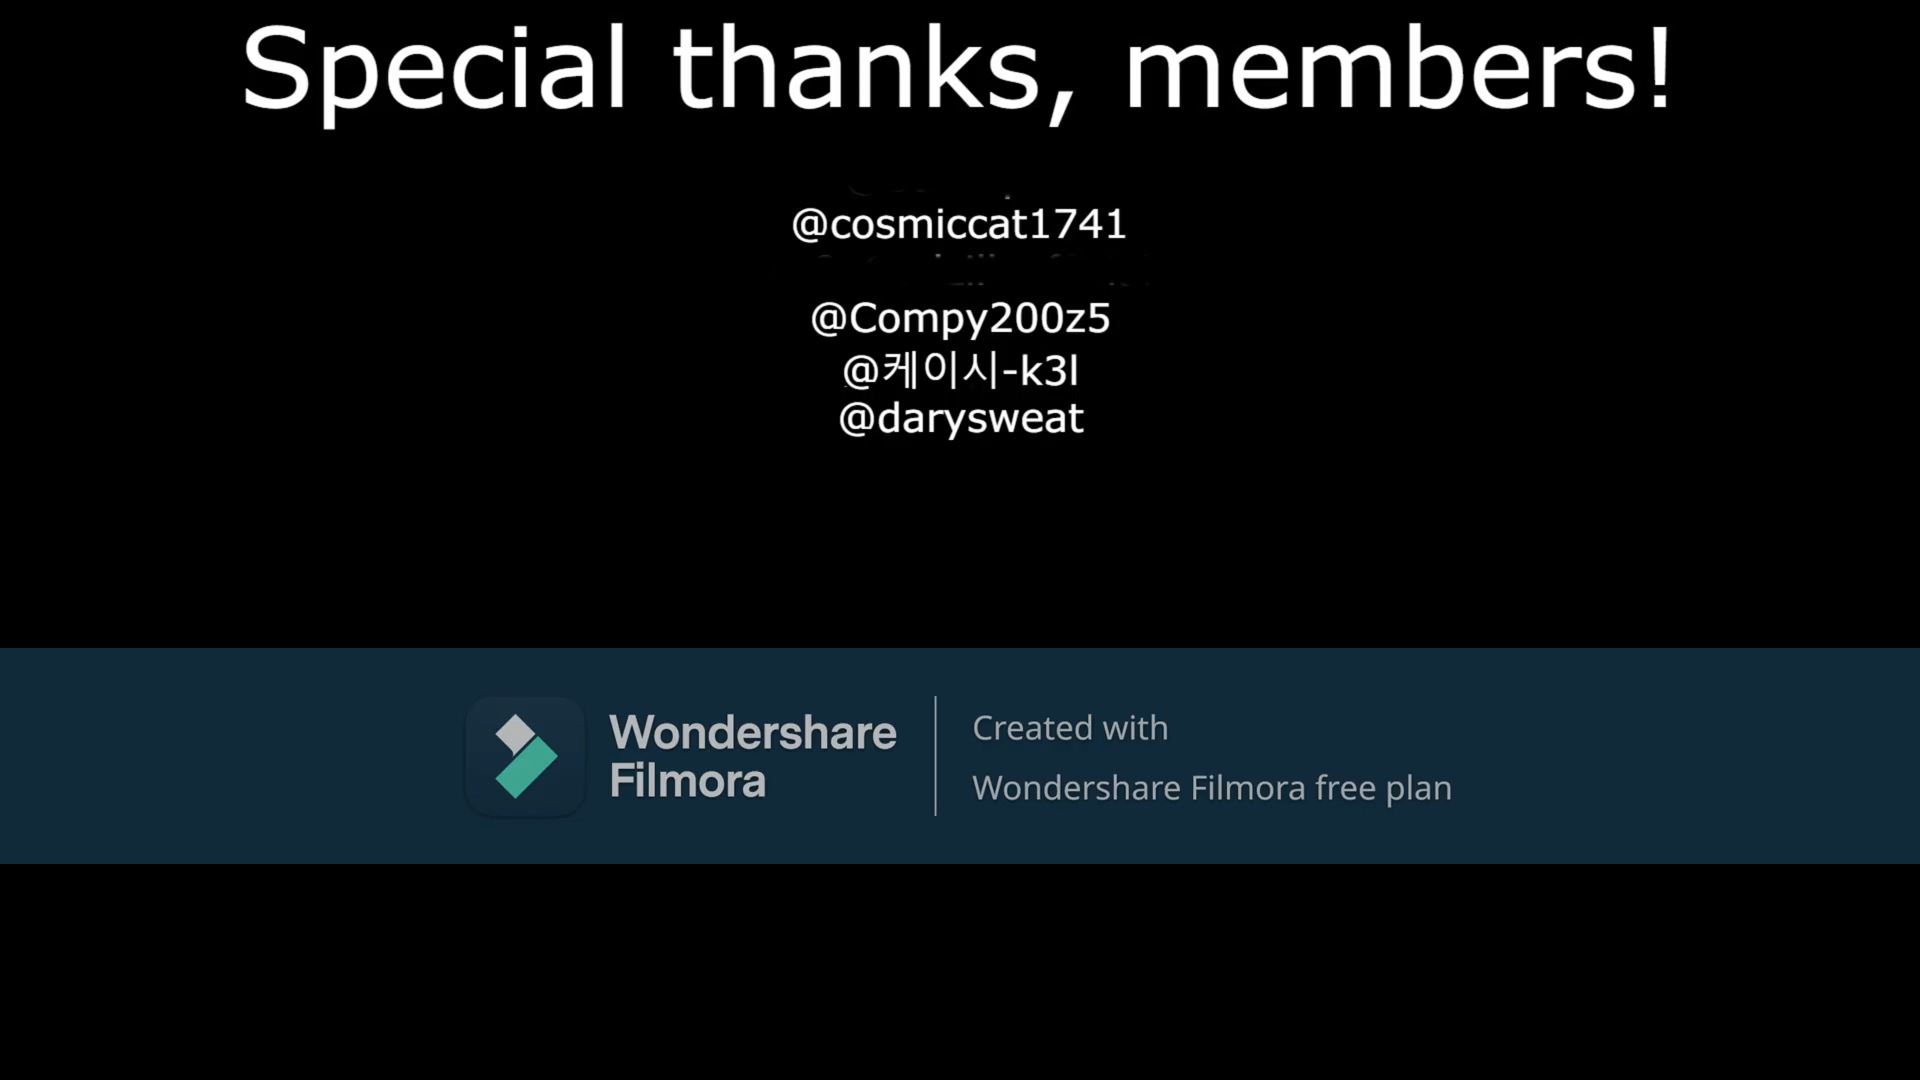 Special thanks, members!
@cosmiccat1741
@Compy200z5
@케이시-k3l
@darysweat
Wondershare
Filmora
Created with
Wondershare Filmora free plan